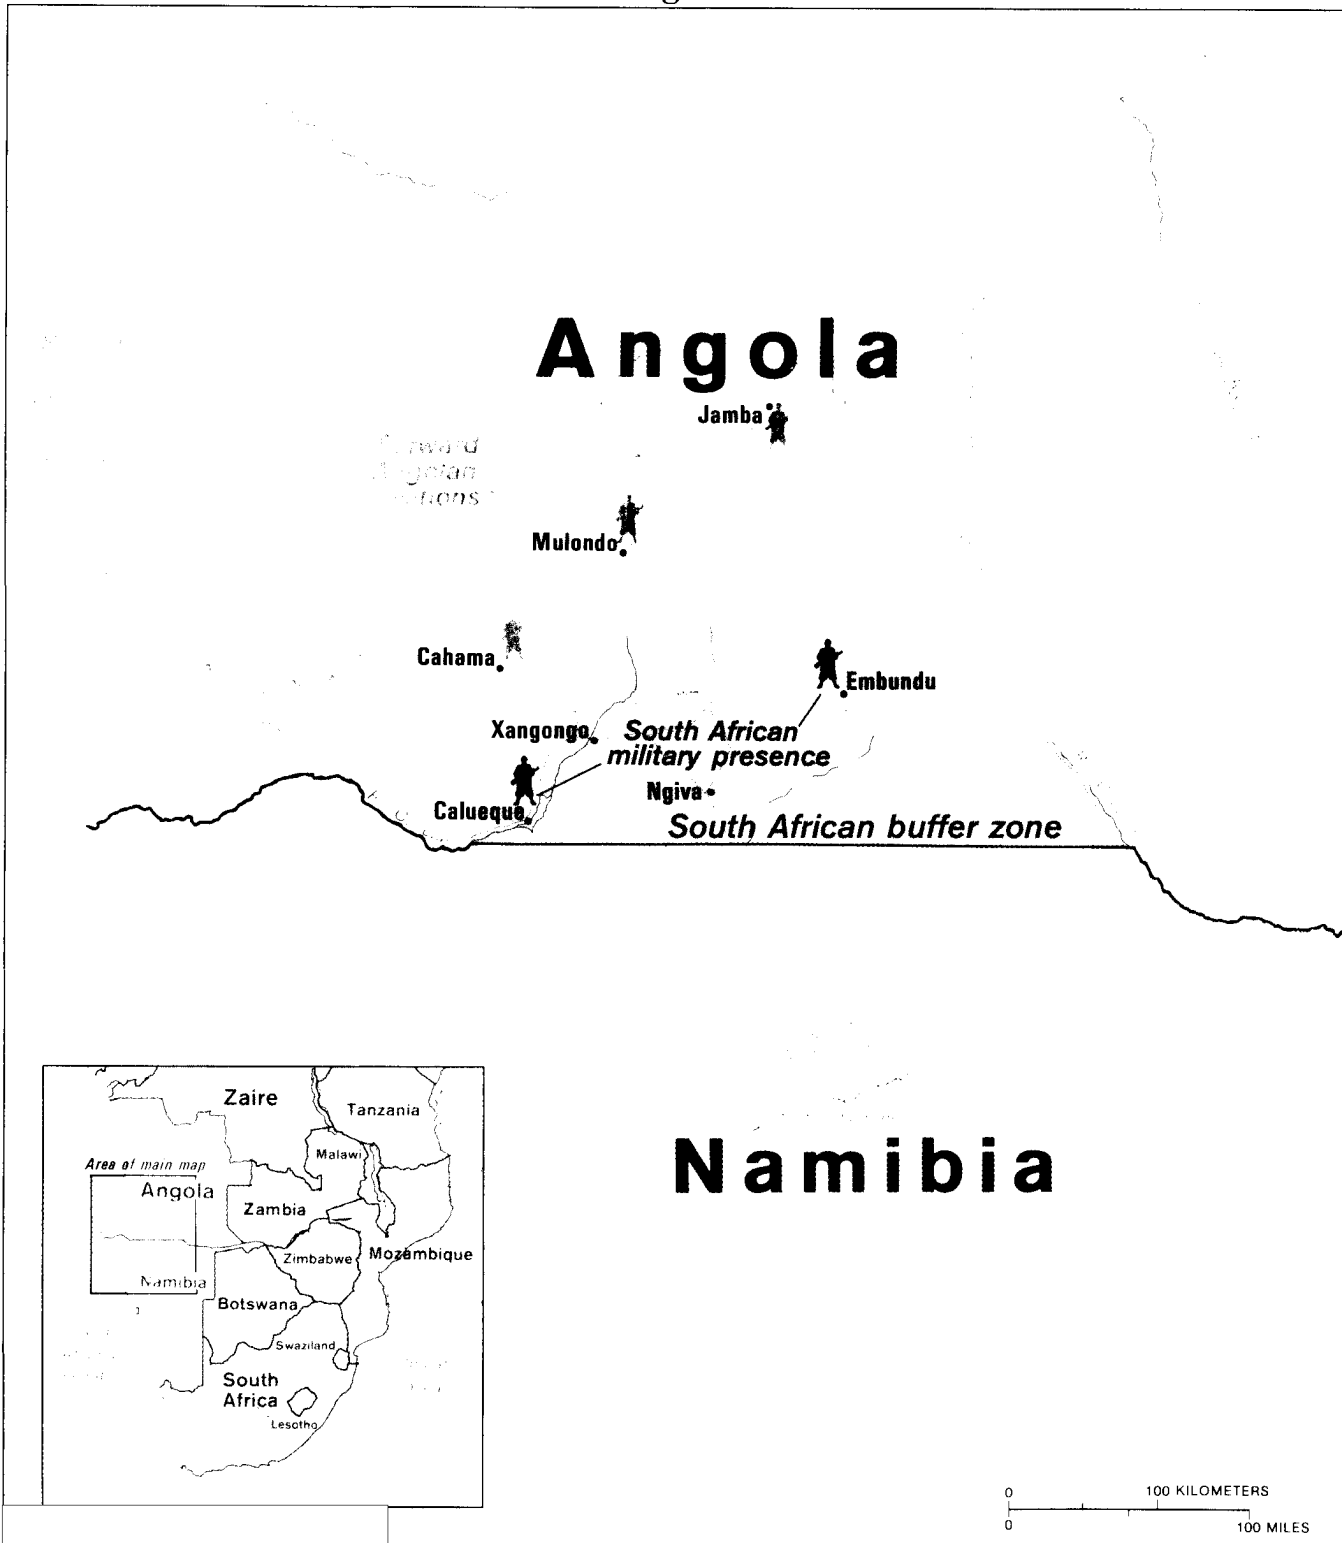 Angola
Jamba
Mulondo
Cahama
Embundu
Xangongo
South African
military presence
Ngiva
Calueque
South African buffer zone
Namibia
Zaire
Tanzania
Malawi
Area of main map
Angola
Zambia
Zimbabwe
Mozambique
Namibia
Botswana
Swaziland
South
Africa
Lesotho
0 100 KILOMETERS
0 100 MILES